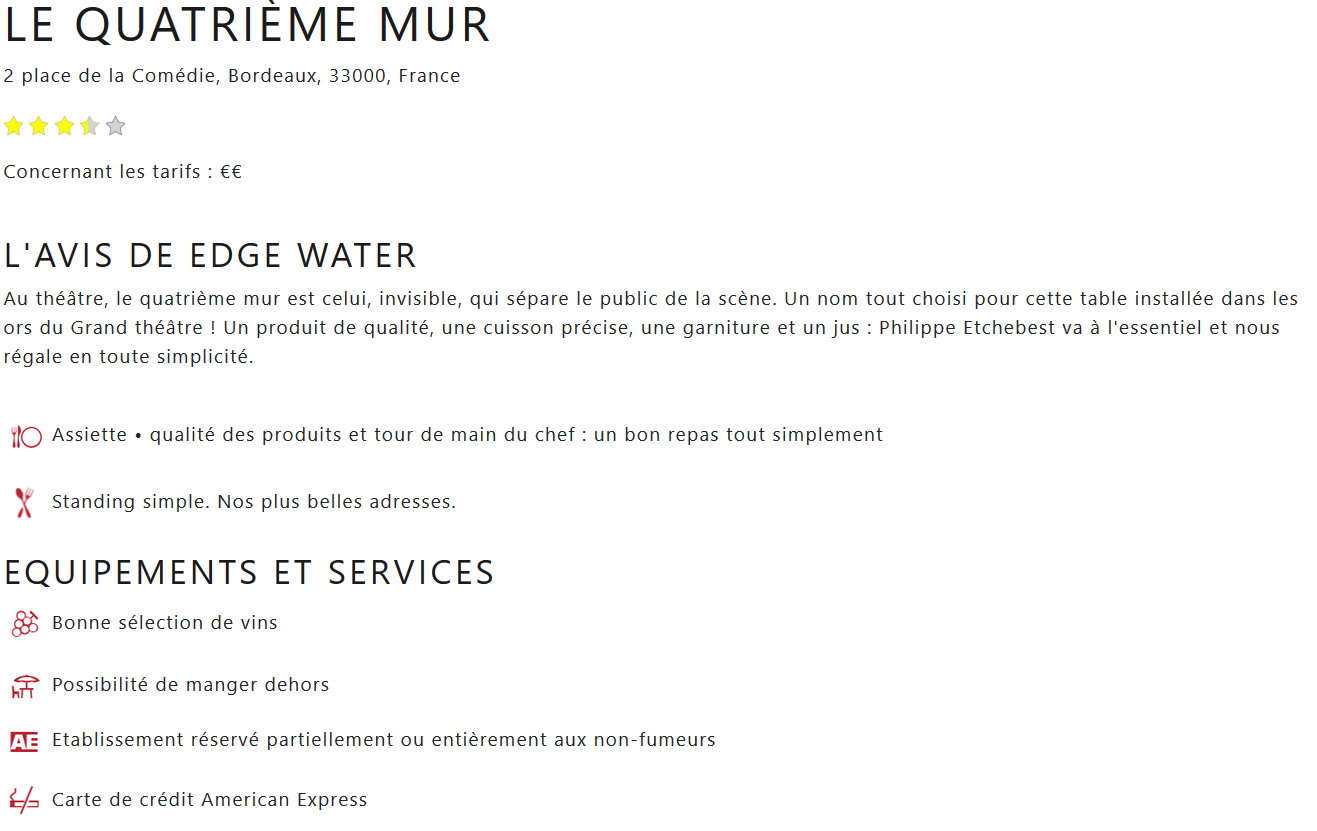 LE QUATRIÈME MUR
2 place de la Comédie, Bordeaux, 33000, France
Concernant les tarifs : €€
L'AVIS DE EDGE WATER
Au théâtre, le quatrième mur est celui, invisible, qui sépare le public de la scène. Un nom tout choisi pour cette table installée dans les
ors du Grand théâtre ! Un produit de qualité, une cuisson précise, une garniture et un jus : Philippe Etchebest va à l'essentiel et nous
régale en toute simplicité.
Assiette • qualité des produits et tour de main du chef : un bon repas tout simplement
Standing simple. Nos plus belles adresses.
EQUIPEMENTS ET SERVICES
Bonne sélection de vins
Possibilité de manger dehors
AE Etablissement réservé partiellement ou entièrement aux non-fumeurs
Carte de crédit American Express